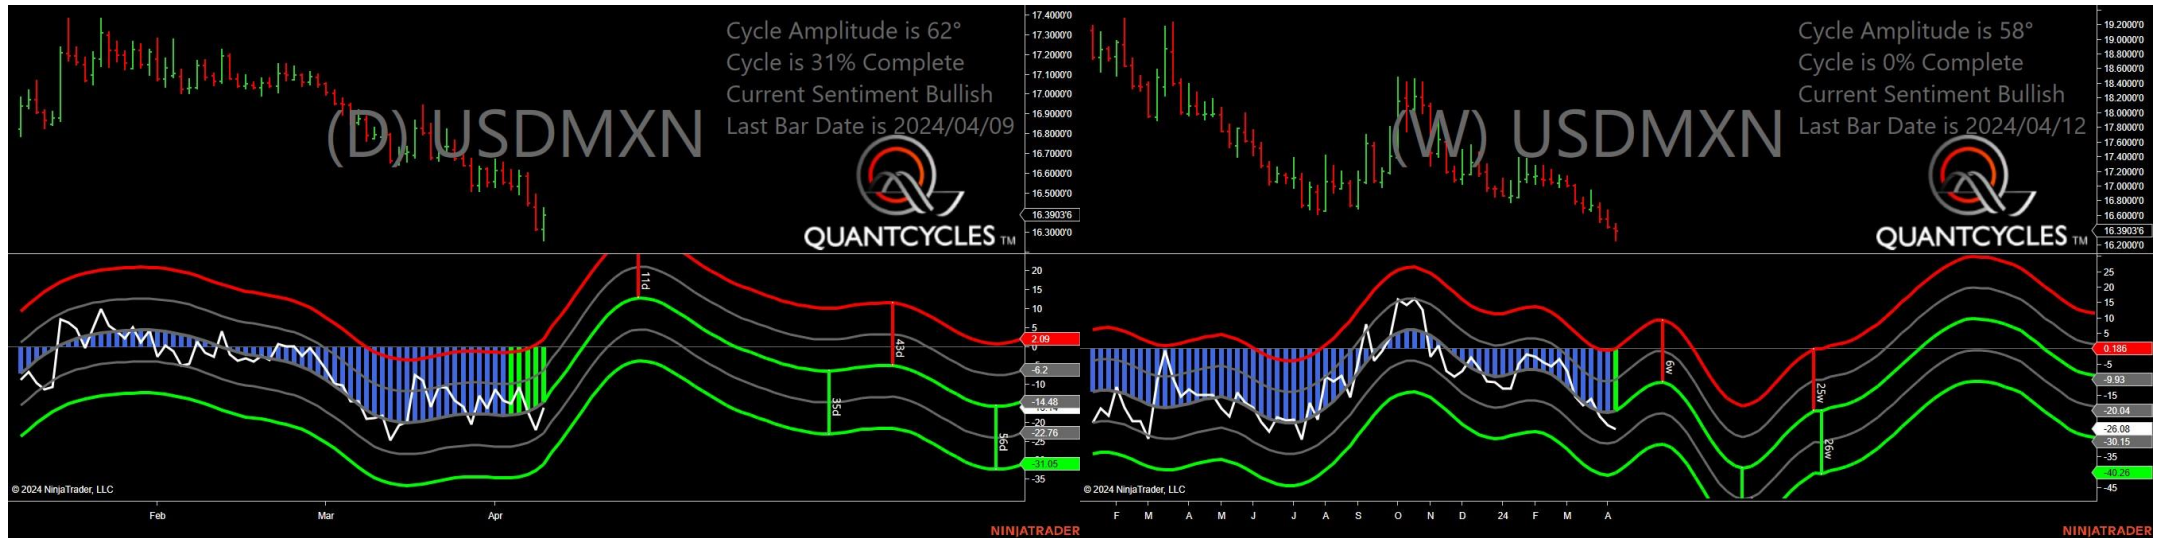 Cycle Amplitude is 62°
Cycle is 31% Complete
Current Sentiment Bullish
Last Bar Date is 2024/04/09
(D) USDMXN
QUANTCYCLES TM
17.4000'0
17.3000'0
17.2000'0
17.1000'0
17.0000'0
16.9000'0
16.8000'0
16.7000'0
16.6000'0
16.5000'0
16.3903'6
16.3000'0
11d
35d
43d
56d
20
15
10
5
2.09
0
-6.2
-10
-14.48
-20
-22.76
-25
-31.05
-35
© 2024 NinjaTrader, LLC
Feb Mar Apr
NINJATRADER
Cycle Amplitude is 58°
Cycle is 0% Complete
Current Sentiment Bullish
Last Bar Date is 2024/04/12
(W) USDMXN
QUANTCYCLES TM
19.2000'0
19.0000'0
18.8000'0
18.6000'0
18.4000'0
18.2000'0
18.0000'0
17.8000'0
17.6000'0
17.4000'0
17.2000'0
17.0000'0
16.8000'0
16.6000'0
16.3903'6
16.2000'0
6w
25w
26w
25
20
15
10
5
0.186
-5
-9.93
-15
-20.04
-26.08
-30.15
-35
-40.26
-45
© 2024 NinjaTrader, LLC
F M A M J J A S O N D 24 F M A
NINJATRADER